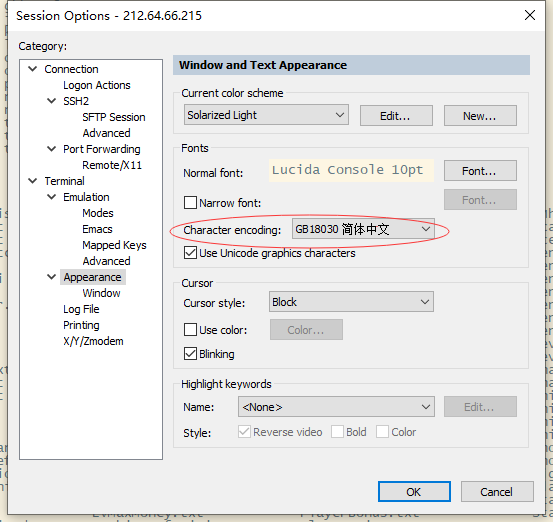 Session Options - 212.64.66.215
Category:
Connection
Logon Actions
SSH2
SFTP Session
Advanced
Port Forwarding
Remote/X11
Terminal
Emulation
Modes
Emacs
Mapped Keys
Advanced
Appearance
Window
Log File
Printing
X/Y/Zmodem
Window and Text Appearance
Current color scheme
Solarized Light
Edit...
New...
Fonts
Normal font:
Lucida Console 10pt
Font...
Narrow font:
Font...
Character encoding:
GB18030 简体中文
Use Unicode graphics characters
Cursor
Cursor style:
Block
Use color:
Color...
Blinking
Highlight keywords
Name:
<None>
Edit...
Style:
Reverse video
Bold
Color
OK
Cancel